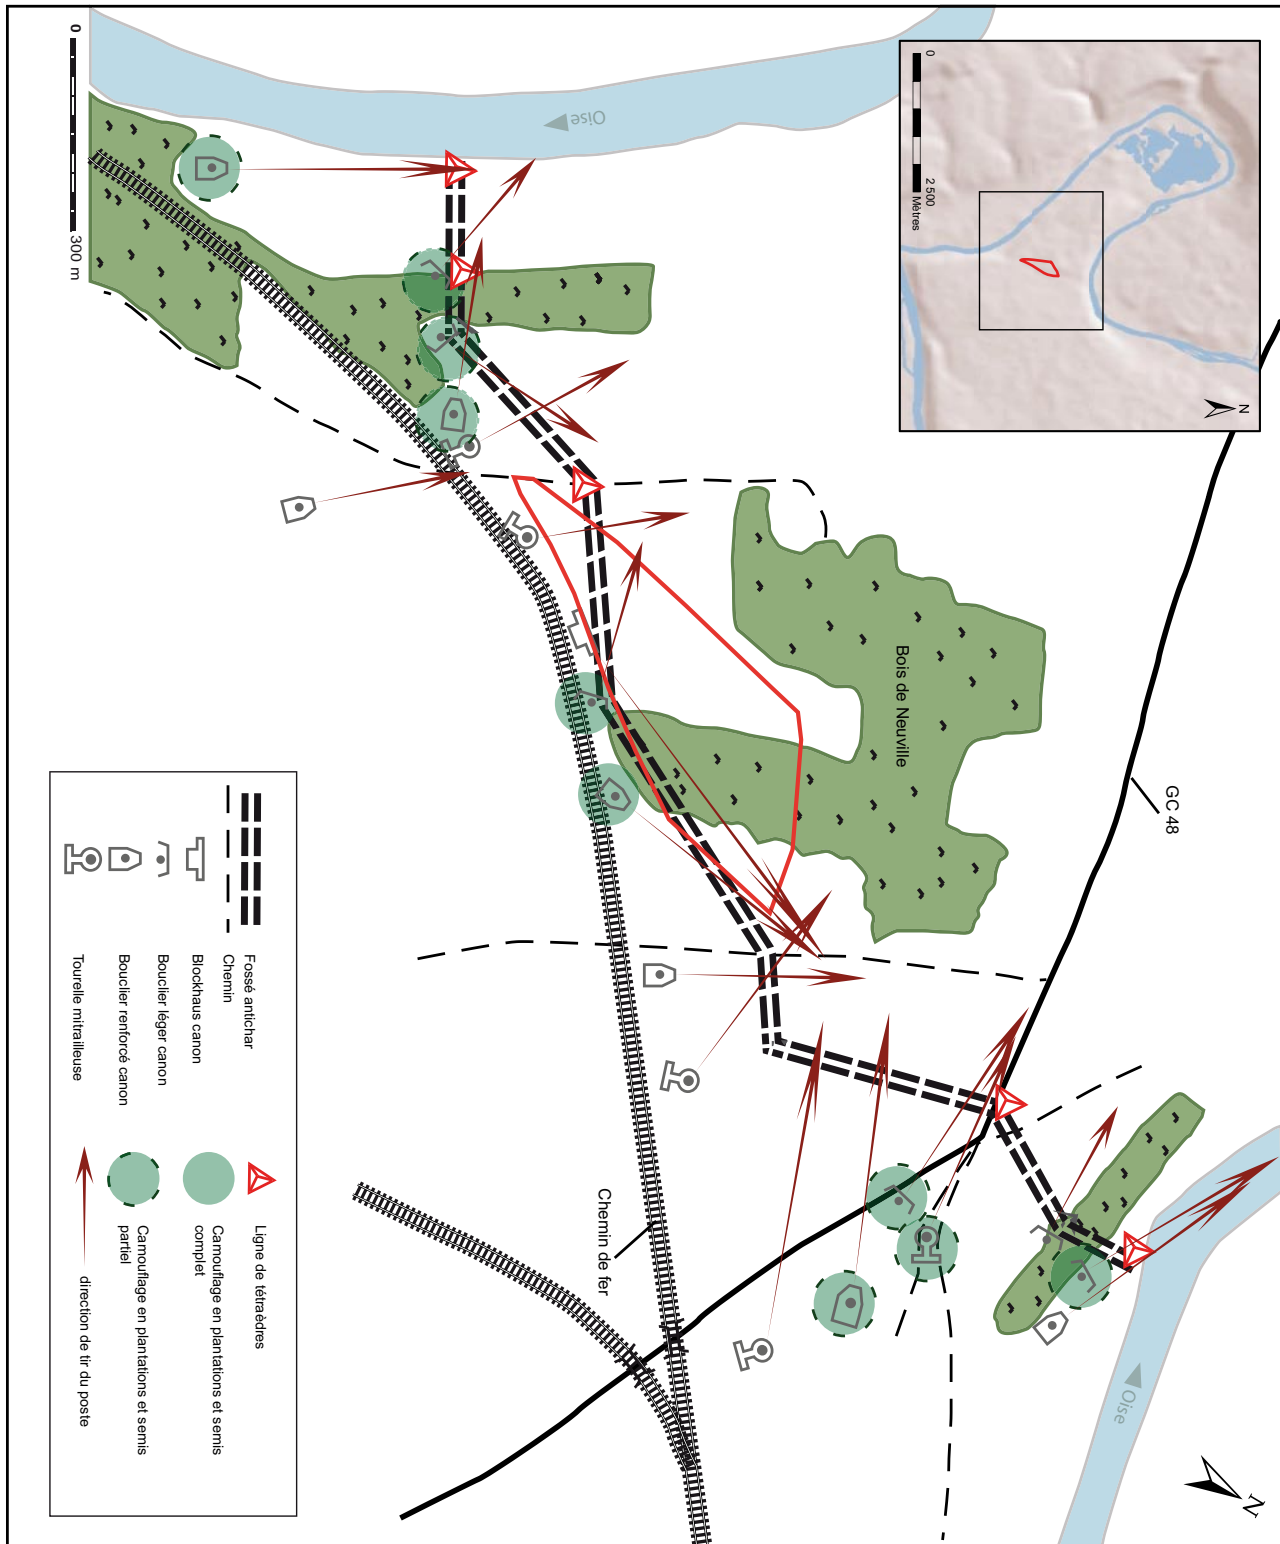 0
2 500
Mètres
N
Oise
0
300 m
Bois de Neuville
GC 48
Chemin de fer
Oise
N
Fossé antichar
Chemin
Blockhaus canon
Bouclier léger canon
Bouclier renforcé canon
Tourelle mitrailleuse
Ligne de tétraèdres
Camouflage en plantations et semis
complet
Camouflage en plantations et semis
partiel
direction de tir du poste